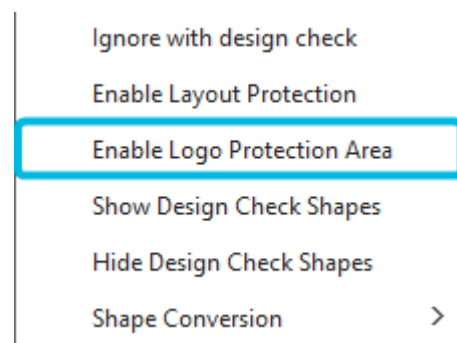 Ignore with design check
Enable Layout Protection
Enable Logo Protection Area
Show Design Check Shapes
Hide Design Check Shapes
Shape Conversion